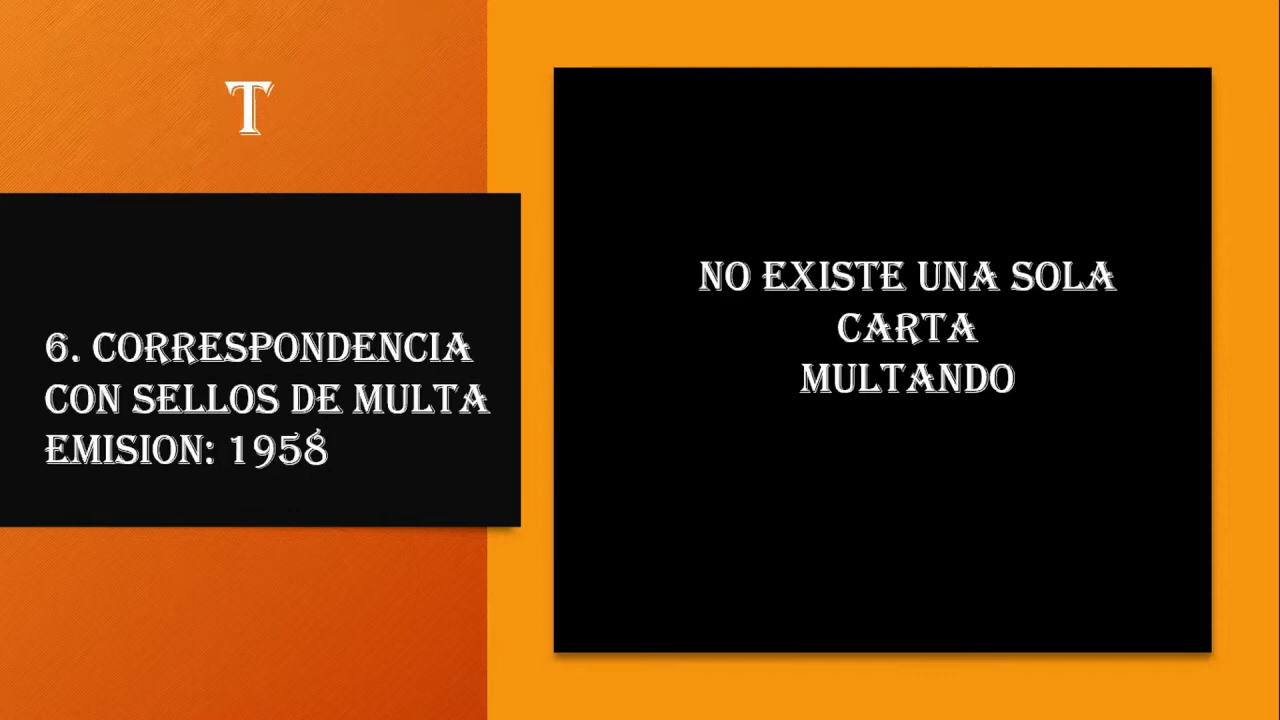 T
6. CORRESPONDENCIA
CON SELLOS DE MULTA
EMISION: 1958
NO EXISTE UNA SOLA
CARTA
MULTANDO